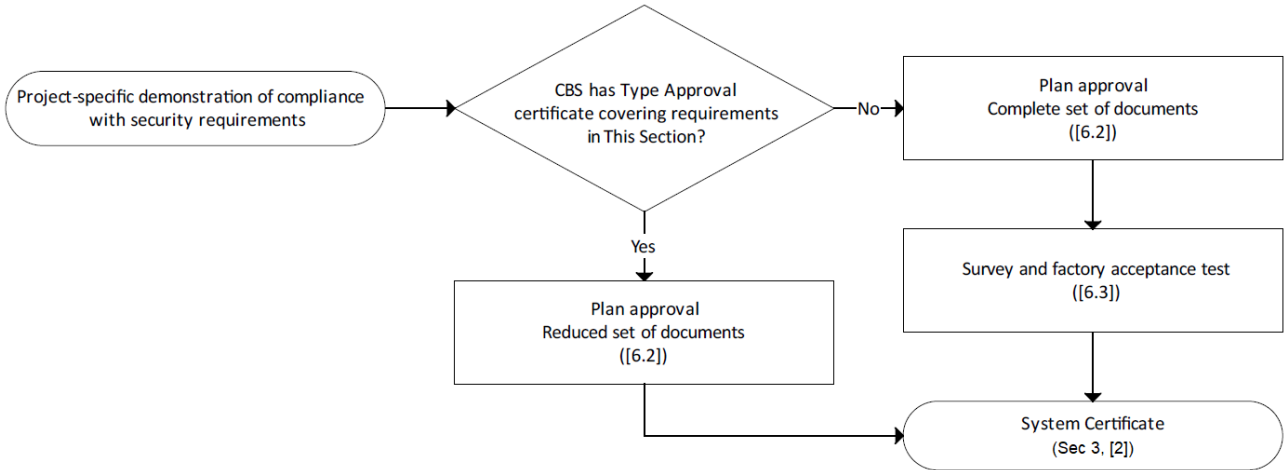 Project-specific demonstration of compliance
with security requirements
CBS has Type Approval
certificate covering requirements
in This Section?
No
Plan approval
Complete set of documents
([6.2])
Yes
Survey and factory acceptance test
([6.3])
Plan approval
Reduced set of documents
([6.2])
System Certificate
(Sec 3, [2])